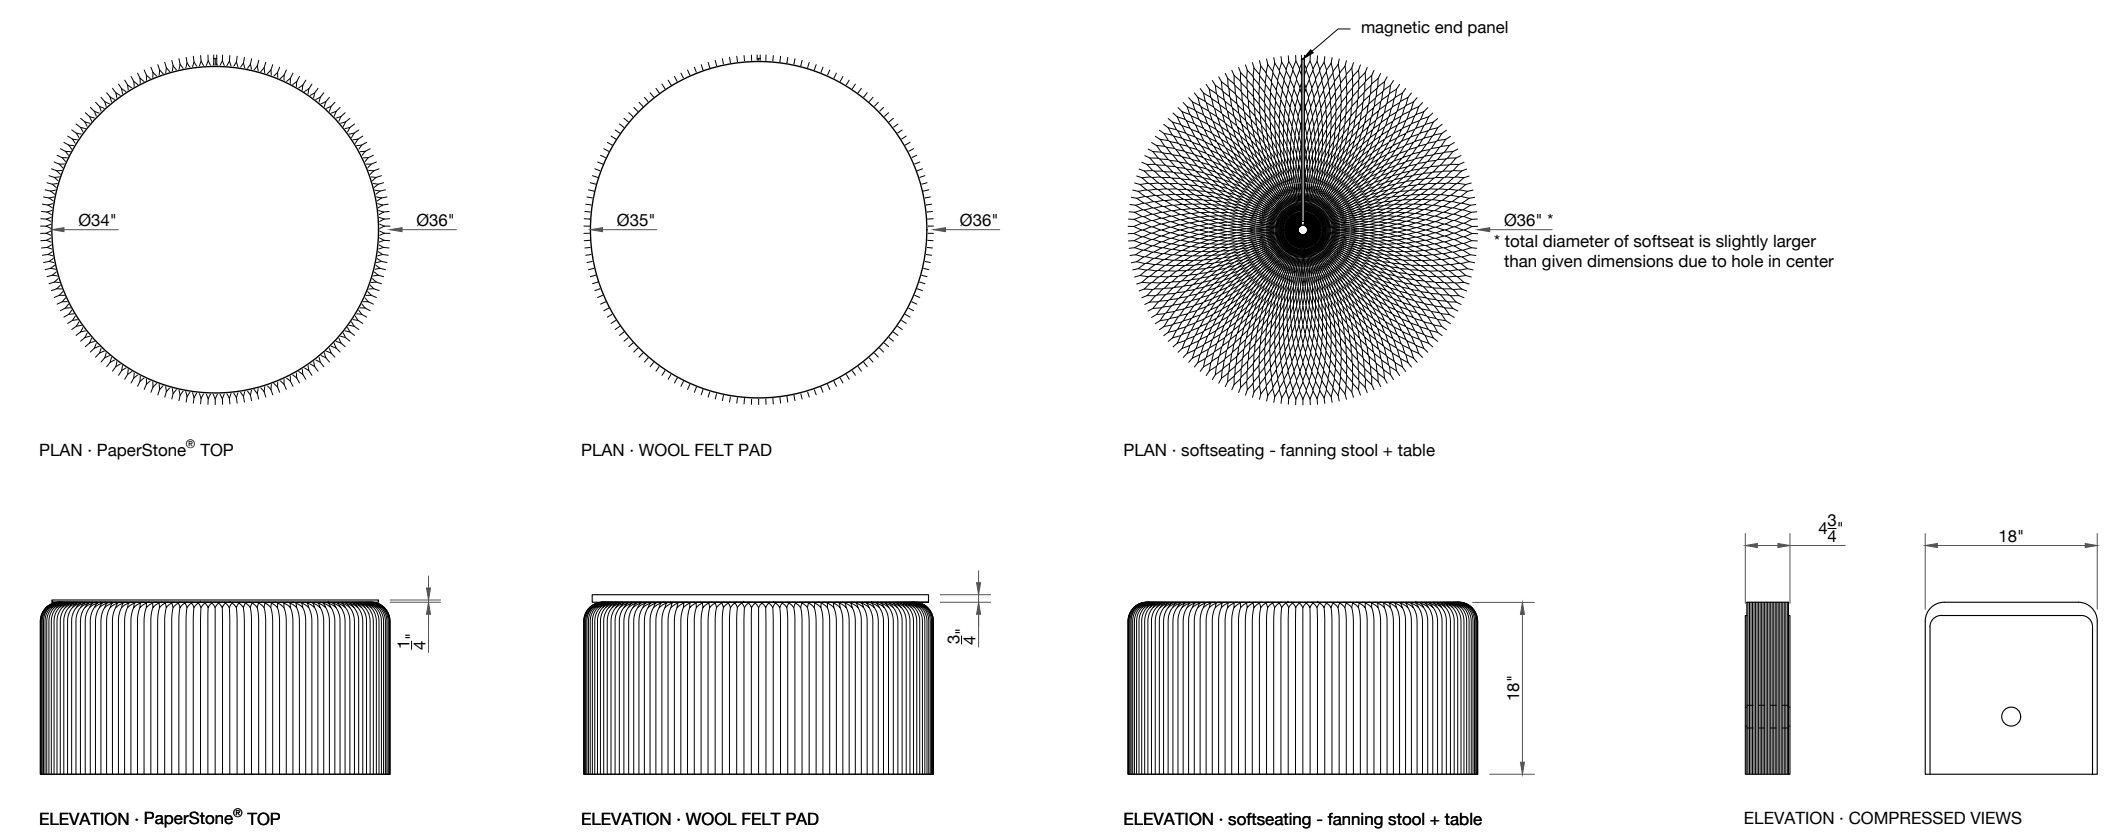 magnetic end panel
Ø34"
Ø36"
Ø35"
Ø36"
Ø36" *
* total diameter of softseat is slightly larger
than given dimensions due to hole in center
PLAN · PaperStone® TOP
PLAN · WOOL FELT PAD
PLAN · softseating - fanning stool + table
1/4"
3/4"
18"
4 3/4"
18"
ELEVATION · PaperStone® TOP
ELEVATION · WOOL FELT PAD
ELEVATION · softseating - fanning stool + table
ELEVATION · COMPRESSED VIEWS